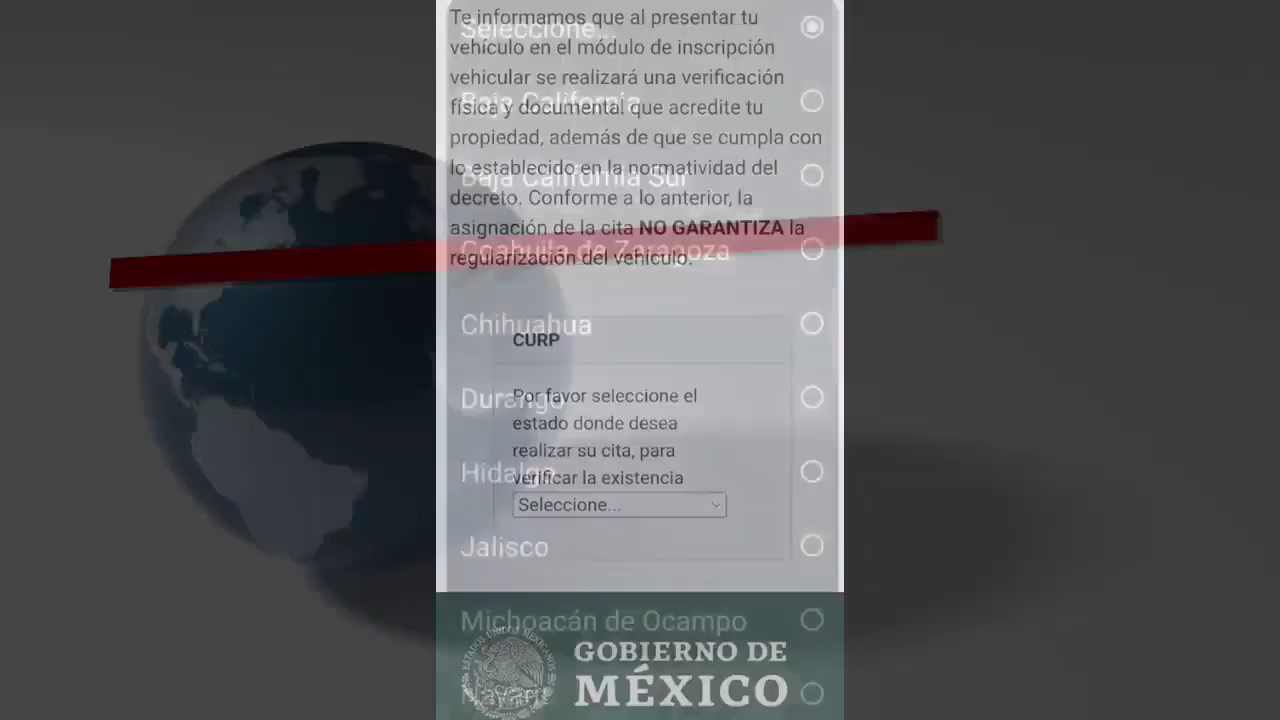 Te informamos que al presentar tu
Seleccione...
vehículo en el módulo de inscripción
vehicular se realizará una verificación
Baja California
física y documental que acredite tu
propiedad, además de que se cumpla con
lo establecido en la normatividad del
Baja California Sur
decreto. Conforme a lo anterior, la
asignación de la cita NO GARANTIZA la
Coahuila de Zaragoza
regularización del vehículo.
Chihuahua
CURP
Por favor seleccione el
Durango
estado donde desea
realizar su cita, para
Hidalgo
verificar la existencia
Seleccione...
Jalisco
Michoacán de Ocampo
GOBIERNO DE
MÉXICO
Nayarit